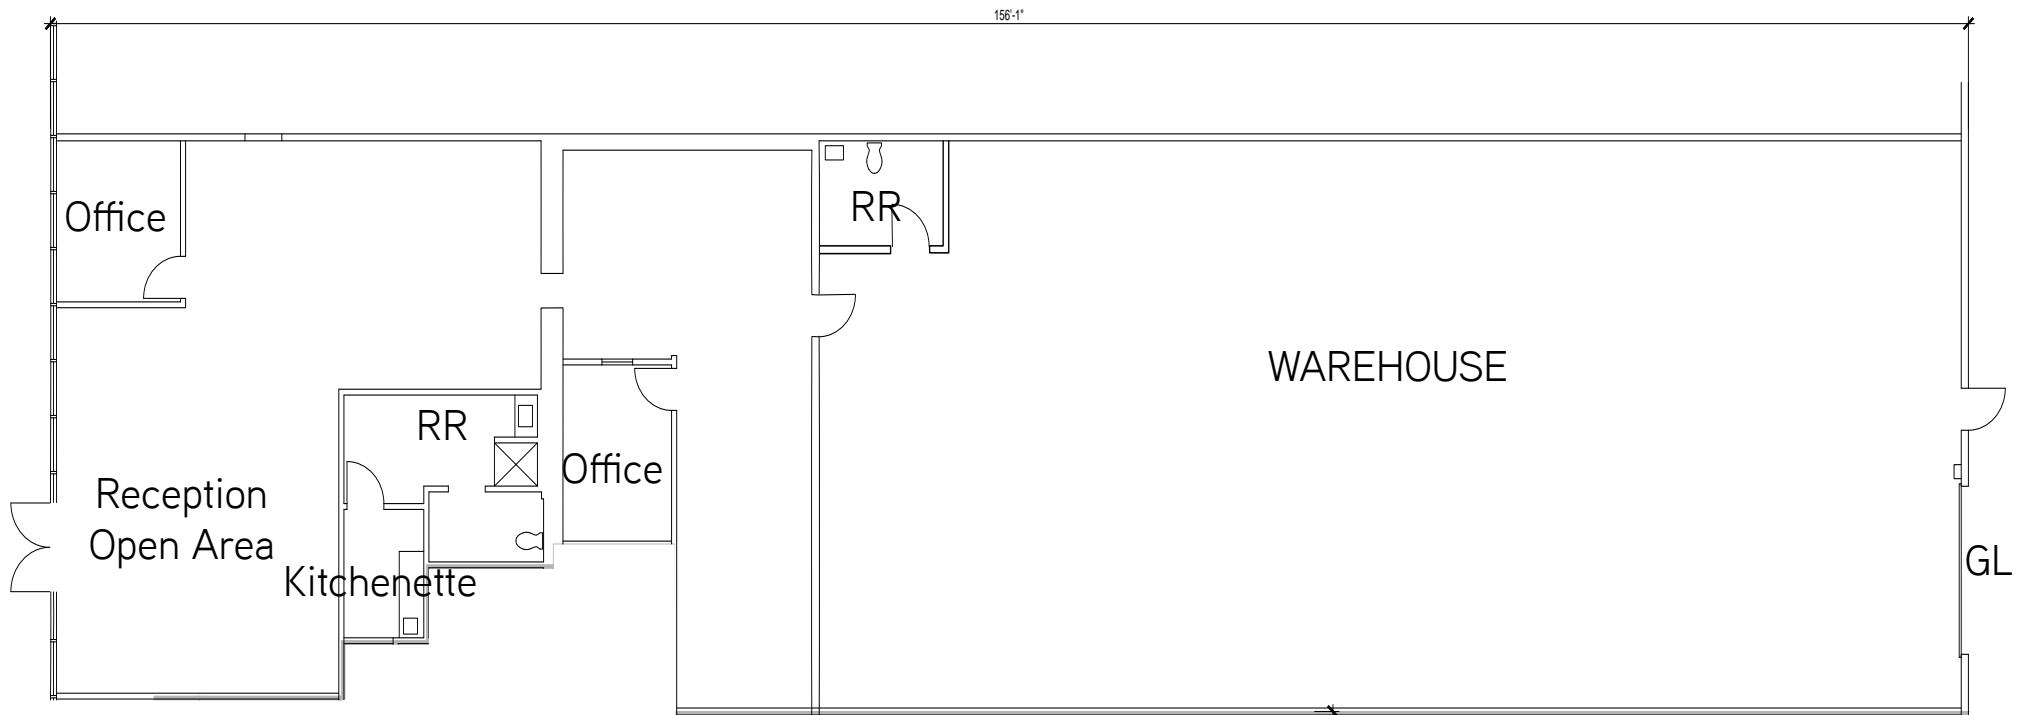 156'-1"
Office
RR
WAREHOUSE
RR
Office
Reception
Open Area
Kitchenette
GL